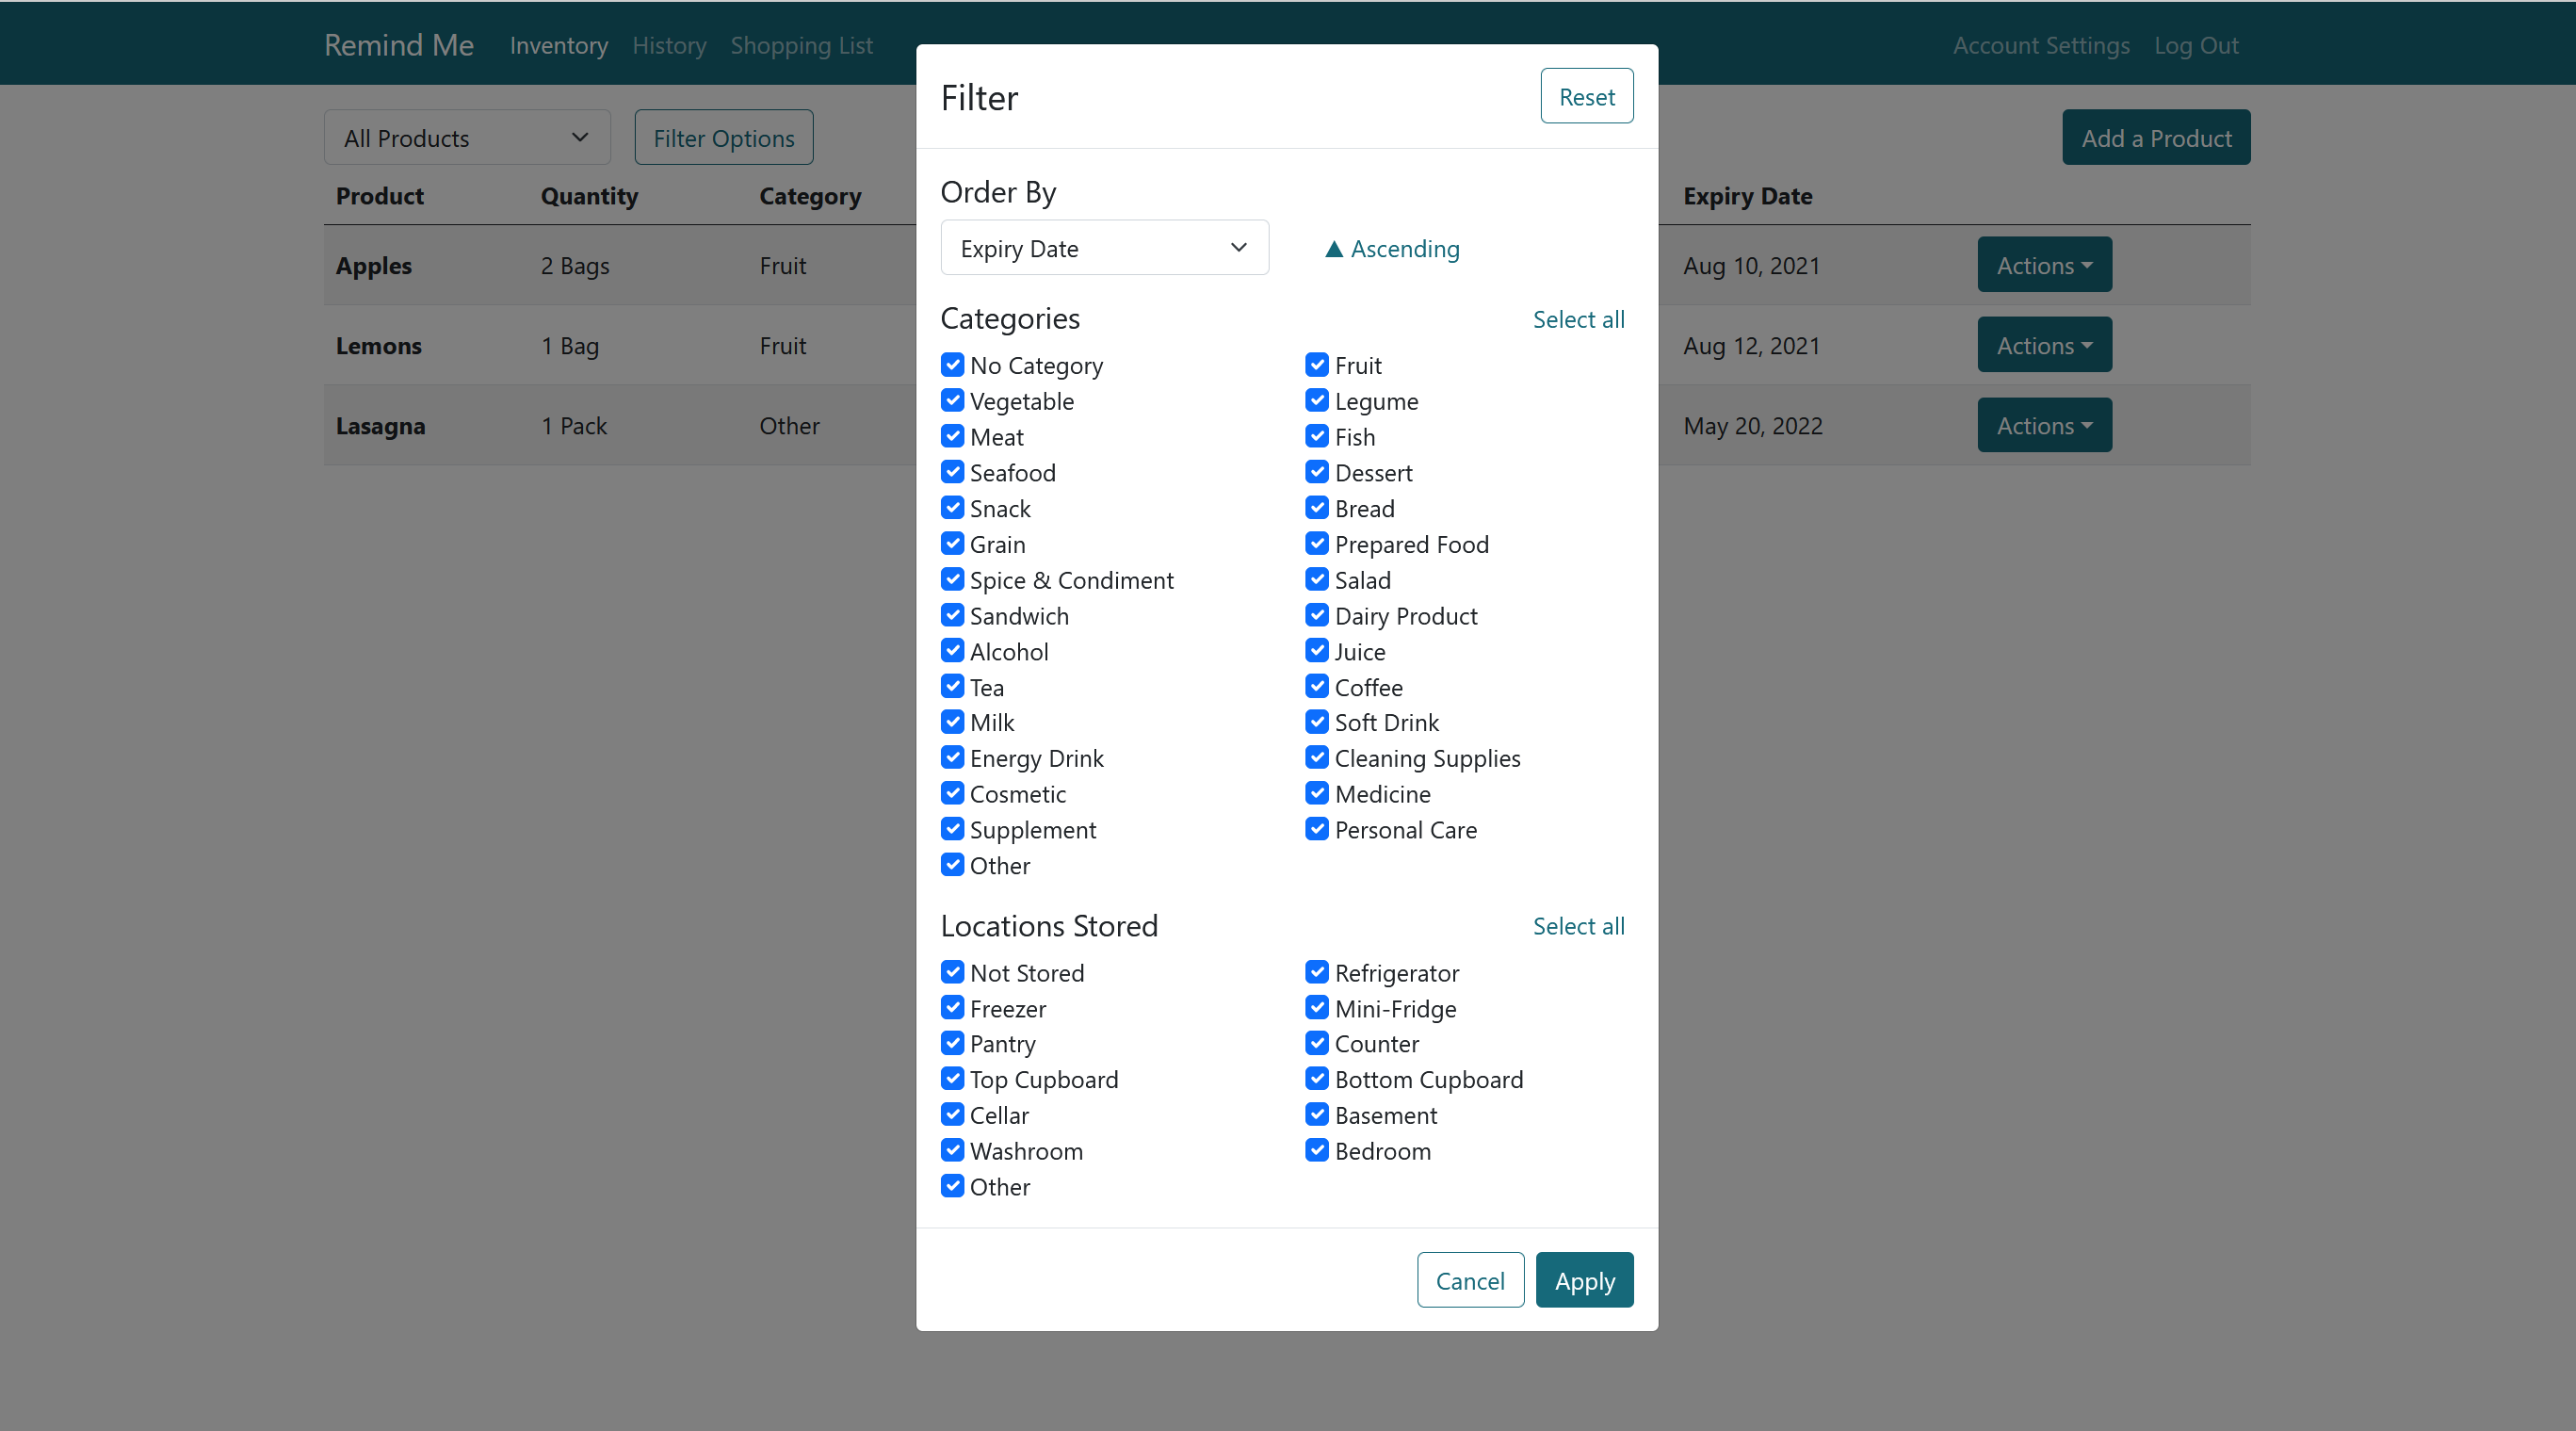 Remind Me Inventory History Shopping List Account Settings Log Out
All Products Filter Options Add a Product
Product Quantity Category Expiry Date
Apples 2 Bags Fruit Aug 10, 2021 Actions
Lemons 1 Bag Fruit Aug 12, 2021 Actions
Lasagna 1 Pack Other May 20, 2022 Actions
Filter Reset
Order By
Expiry Date ▲ Ascending
Categories Select all
No Category Fruit
Vegetable Legume
Meat Fish
Seafood Dessert
Snack Bread
Grain Prepared Food
Spice & Condiment Salad
Sandwich Dairy Product
Alcohol Juice
Tea Coffee
Milk Soft Drink
Energy Drink Cleaning Supplies
Cosmetic Medicine
Supplement Personal Care
Other
Locations Stored Select all
Not Stored Refrigerator
Freezer Mini-Fridge
Pantry Counter
Top Cupboard Bottom Cupboard
Cellar Basement
Washroom Bedroom
Other
Cancel Apply